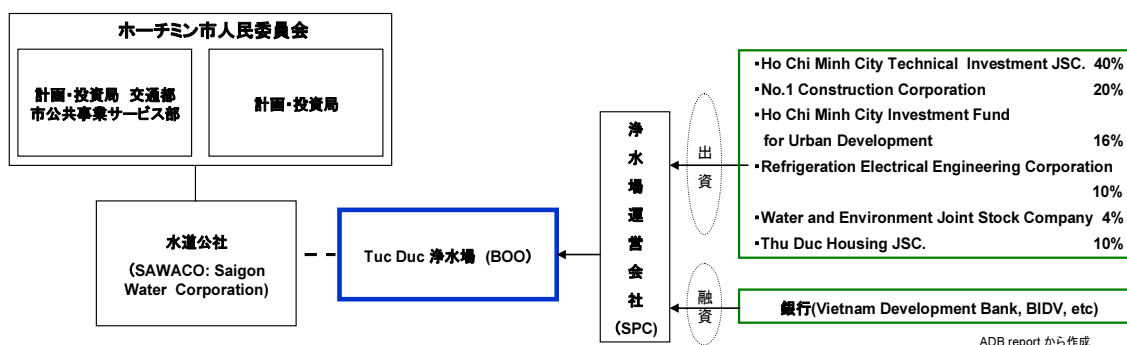 ホーチミン市人民委員会
計画・投資局 交通都
市公共事業サービス部
計画・投資局
水道公社
（SAWACO: Saigon
Water Corporation)
Tuc Duc 浄水場 (BOO）
浄水場運営会社
（SPC)
出資
融資
・Ho Chi Minh City Technical Investment JSC. 40%
・No.1 Construction Corporation 20%
・Ho Chi Minh City Investment Fund
for Urban Development 16%
・Refrigeration Electrical Engineering Corporation
10%
・Water and Environment Joint Stock Company 4%
・Thu Duc Housing JSC. 10%
銀行(Vietnam Development Bank, BIDV, etc)
ADB report から作成